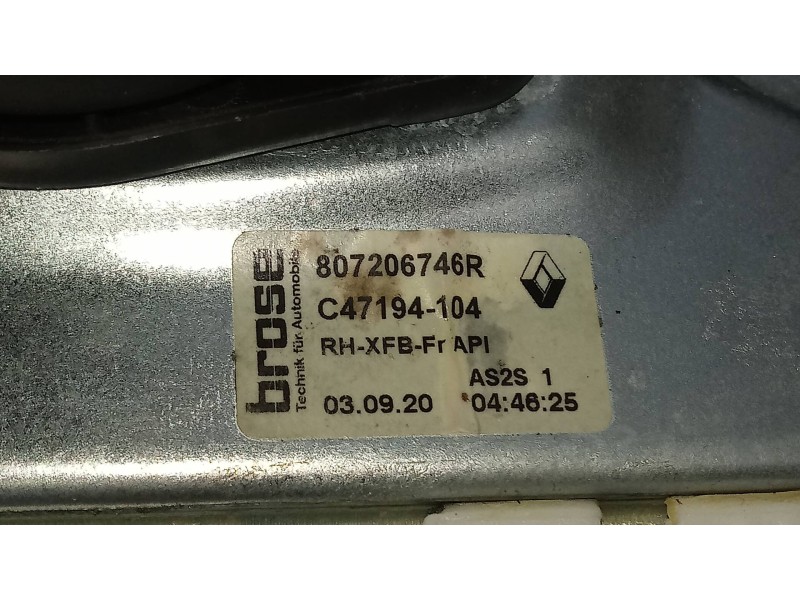 brose
Technik für Automobile
807206746R
C47194-104
RH-XFB-Fr API
AS2S 1
03.09.20 04:46:25